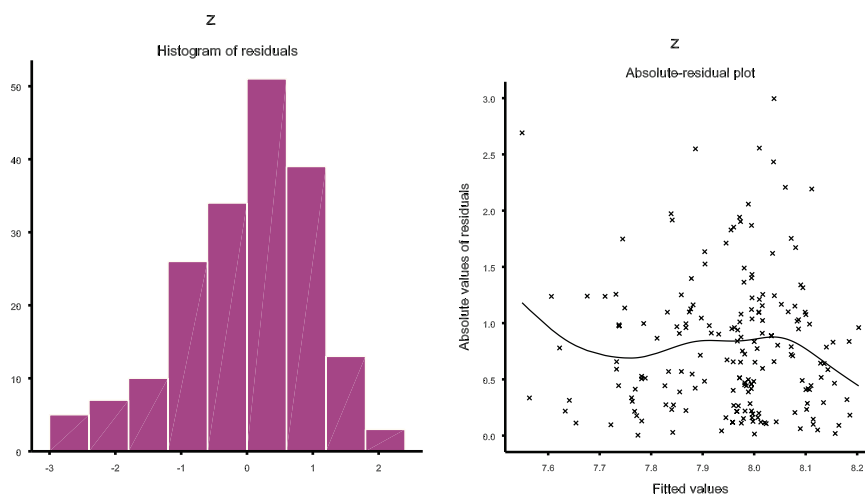 z
Histogram of residuals
50
40
30
20
10
0
-3 -2 -1 0 1 2
z
Absolute-residual plot
Absolute values of residuals
3.0
2.5
2.0
1.5
1.0
0.5
0.0
7.6 7.7 7.8 7.9 8.0 8.1 8.2
Fitted values